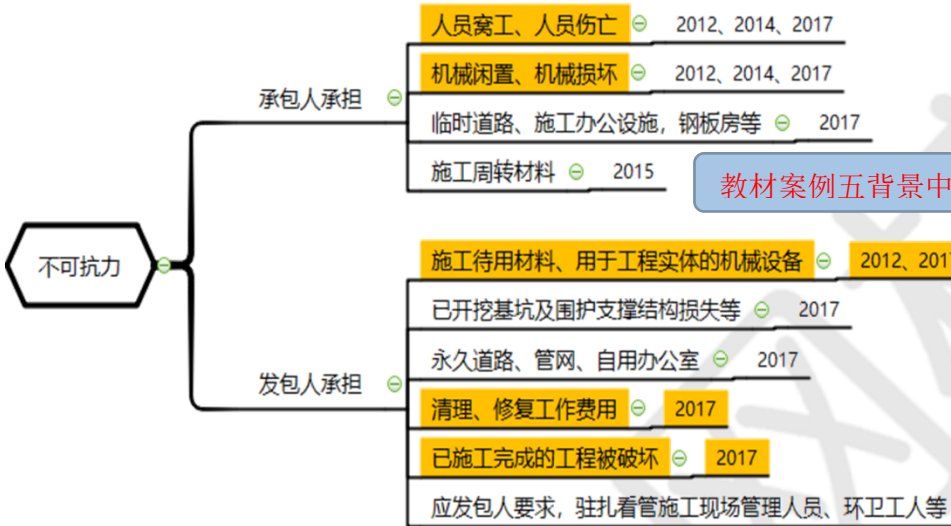 人员窝工、人员伤亡 2012、2014、2017
机械闲置、机械损坏 2012、2014、2017
承包人承担
临时道路、施工办公设施，钢板房等 2017
施工周转材料 2015
教材案例五背景中
不可抗力
施工待用材料、用于工程实体的机械设备 2012、2017
已开挖基坑及围护支撑结构损失等 2017
永久道路、管网、自用办公室 2017
发包人承担
清理、修复工作费用 2017
已施工完成的工程被破坏 2017
应发包人要求，驻扎看管施工现场管理人员、环卫工人等